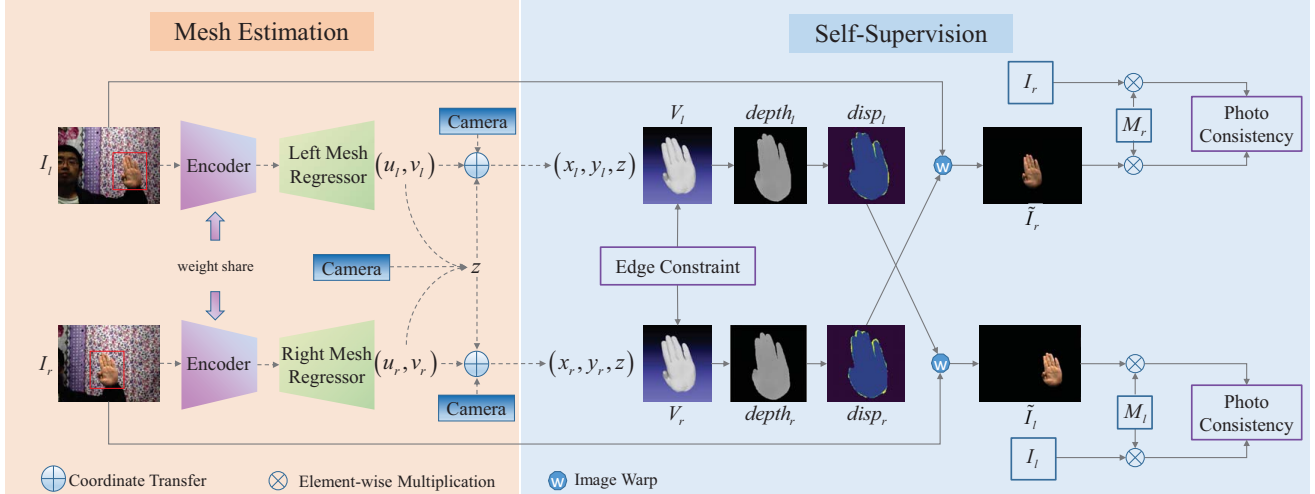 Mesh Estimation
Self-Supervision
I_r
Camera
V_l
depth_l
disp_l
M_r
Photo
Consistency
I_l
Encoder
Left Mesh
Regressor
(u_l, v_l)
(x_l, y_l, z)
w
Ĩ_r
weight share
Camera
z
Edge Constraint
I_r
Encoder
Right Mesh
Regressor
(u_r, v_r)
(x_r, y_r, z)
w
Camera
V_r
depth_r
disp_r
Ĩ_l
M_l
Photo
Consistency
I_l
Coordinate Transfer
Element-wise Multiplication
w
Image Warp